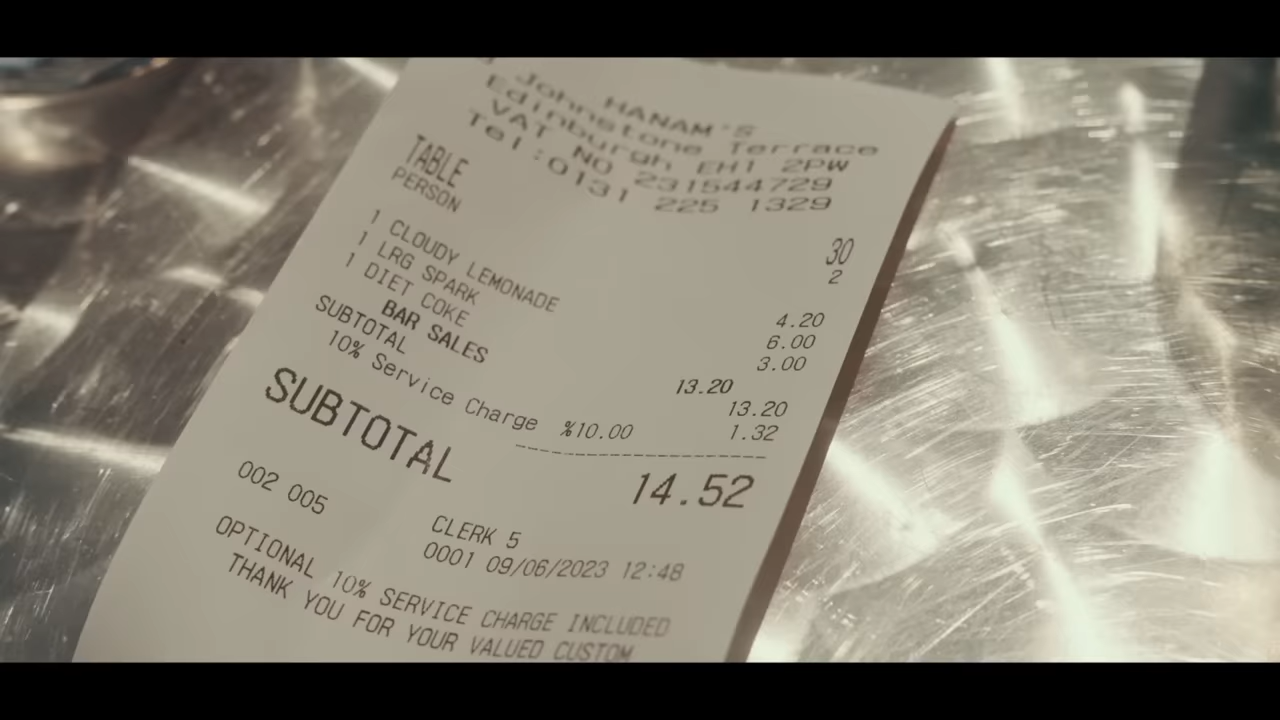 HANAM'S
Johnstone Terrace
Edinburgh EH1 2PW
VAT NO 231544729
Tel:0131 225 1329
TABLE 30
PERSON 2
1 CLOUDY LEMONADE 4.20
1 LRG SPARK 6.00
1 DIET COKE 3.00
BAR SALES 13.20
SUBTOTAL 13.20
10% Service Charge %10.00 1.32
SUBTOTAL 14.52
002 005 CLERK 5
0001 09/06/2023 12:48
OPTIONAL 10% SERVICE CHARGE INCLUDED
THANK YOU FOR YOUR VALUED CUSTOM